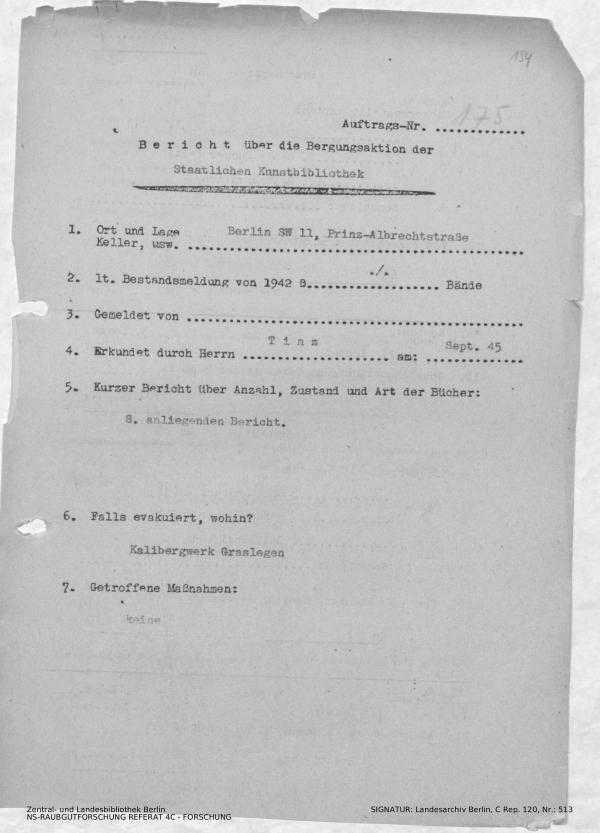 194
Auftrags-Nr. 175
B e r i c h t über die Bergungsaktion der
Staatlichen Kunstbibliothek
1. Ort und Lage Berlin SW 11, Prinz-Albrechtstraße
Keller, usw. ........................................
2. lt. Bestandsmeldung von 1942 S.......... ./. .......... Bände
3. Gemeldet von ........................................
4. Erkundet durch Herrn T i n z am: Sept. 45
5. Kurzer Bericht über Anzahl, Zustand und Art der Bücher:
S. anliegenden Bericht.
6. Falls evakuiert, wohin?
Kalibergwerk Graslegen
7. Getroffene Maßnahmen:
keine
Zentral- und Landesbibliothek Berlin
NS-RAUBGUTFORSCHUNG REFERAT 4C - FORSCHUNG
SIGNATUR: Landesarchiv Berlin, C Rep. 120, Nr.: 513